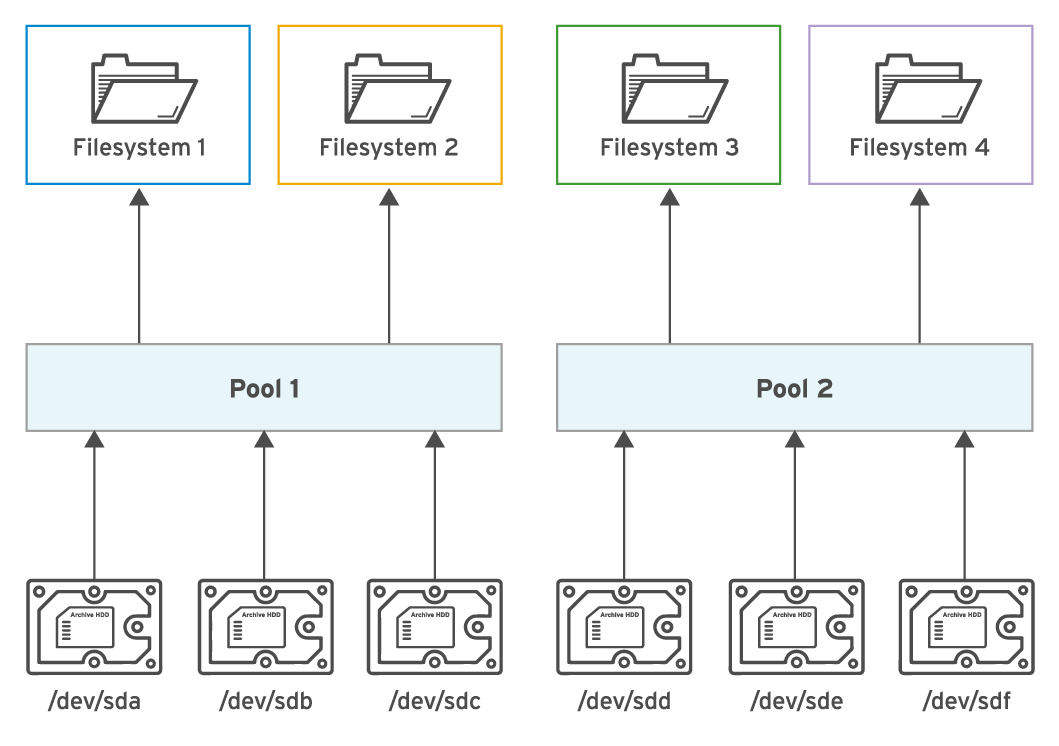 Filesystem 1
Filesystem 2
Filesystem 3
Filesystem 4
Pool 1
Pool 2
Archive HDD
Archive HDD
Archive HDD
Archive HDD
Archive HDD
Archive HDD
/dev/sda
/dev/sdb
/dev/sdc
/dev/sdd
/dev/sde
/dev/sdf